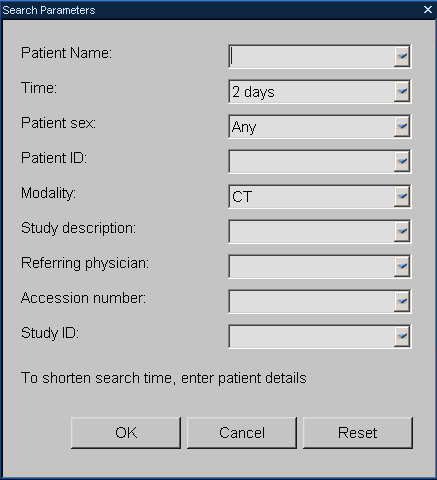 Search Parameters
Patient Name:
Time: 2 days
Patient sex: Any
Patient ID:
Modality: CT
Study description:
Referring physician:
Accession number:
Study ID:
To shorten search time, enter patient details
OK Cancel Reset